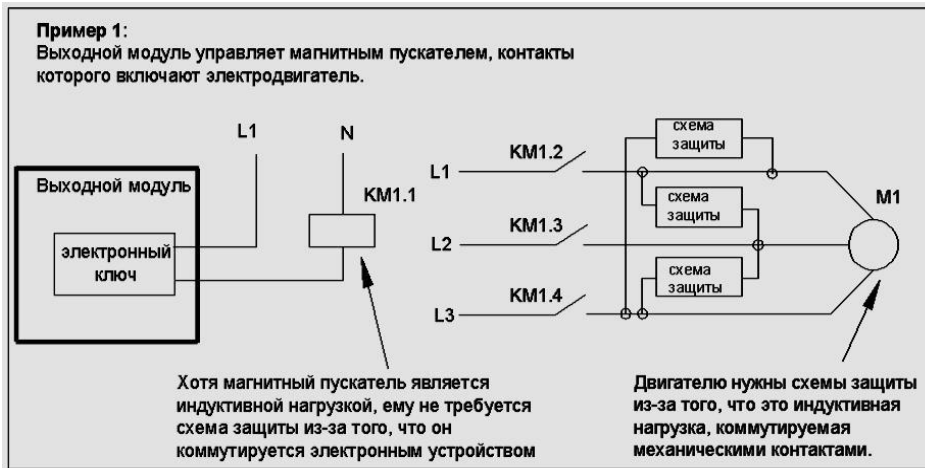 Пример 1:
Выходной модуль управляет магнитным пускателем, контакты
которого включают электродвигатель.
L1
N
Выходной модуль
KM1.1
электронный
ключ
L1
KM1.2
L2
KM1.3
L3
KM1.4
схема
защиты
схема
защиты
схема
защиты
M1
Хотя магнитный пускатель является
индуктивной нагрузкой, ему не требуется
схема защиты из-за того, что он
коммутируется электронным устройством
Двигателю нужны схемы защиты
из-за того, что это индуктивная
нагрузка, коммутируемая
механическими контактами.